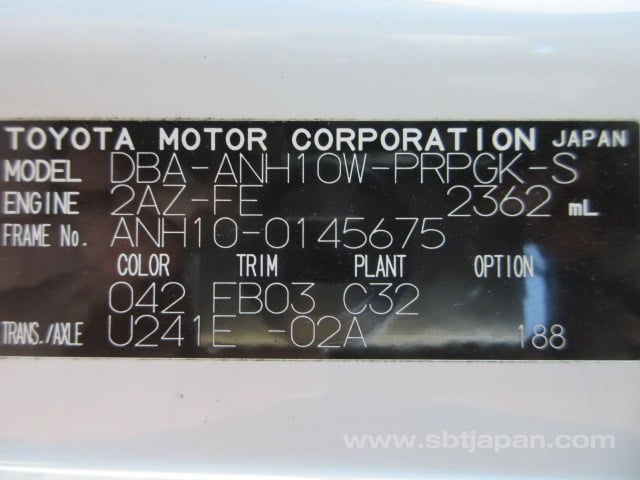 TOYOTA MOTOR CORPORATION JAPAN
MODEL DBA-ANH10W-PRPGK-S
ENGINE 2AZ-FE 2362 mL
FRAME No. ANH10-0145675
COLOR TRIM PLANT OPTION
042 FB03 C32
TRANS./AXLE U241E -02A 188
www.sbtjapan.com